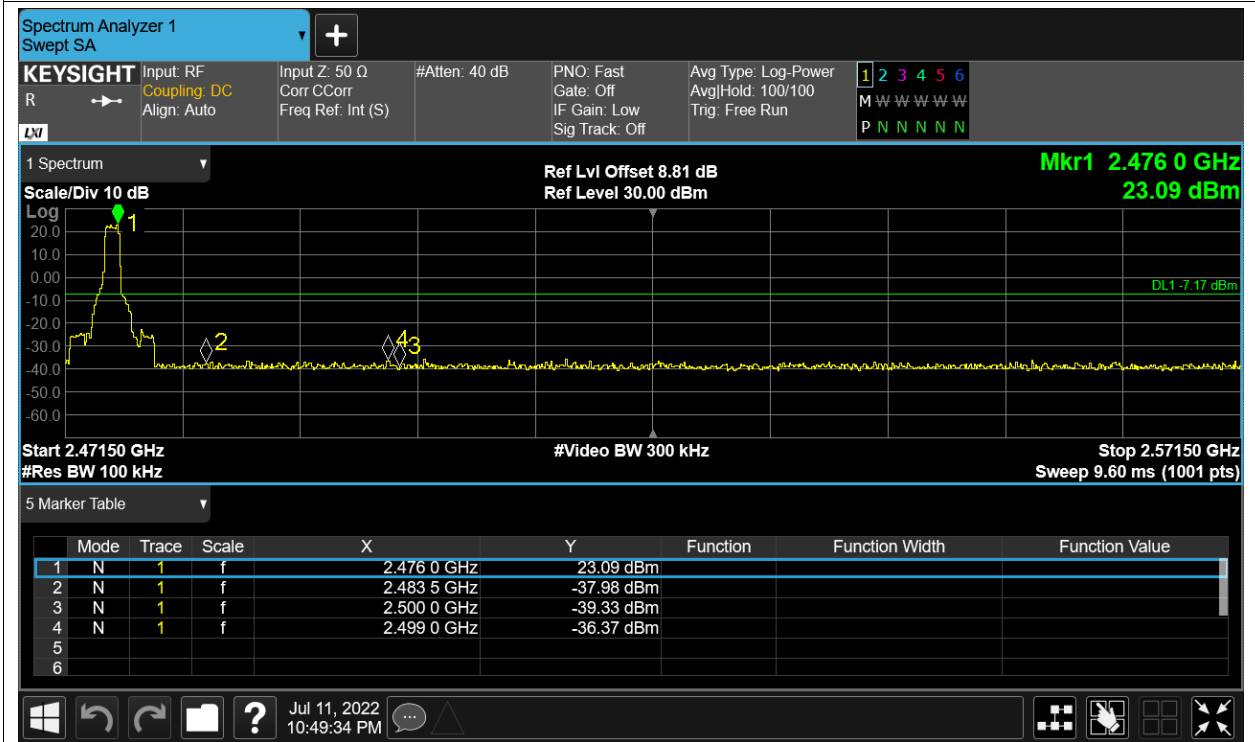 Spectrum Analyzer 1
Swept SA
KEYSIGHT
R
LXI
Input: RF
Coupling: DC
Align: Auto
Input Z: 50 Ω
Corr CCorr
Freq Ref: Int (S)
#Atten: 40 dB
PNO: Fast
Gate: Off
IF Gain: Low
Sig Track: Off
Avg Type: Log-Power
Avg|Hold: 100/100
Trig: Free Run
1 2 3 4 5 6
M W W W W W
P N N N N N
1 Spectrum
Scale/Div 10 dB
Ref Lvl Offset 8.81 dB
Ref Level 30.00 dBm
Mkr1 2.476 0 GHz
23.09 dBm
Log
20.0
10.0
0.00
-10.0
-20.0
-30.0
-40.0
-50.0
-60.0
1
2
4
3
DL1 -7.17 dBm
Start 2.47150 GHz
#Res BW 100 kHz
#Video BW 300 kHz
Stop 2.57150 GHz
Sweep 9.60 ms (1001 pts)
5 Marker Table
Mode Trace Scale X Y Function Function Width Function Value
1 N 1 f 2.476 0 GHz 23.09 dBm
2 N 1 f 2.483 5 GHz -37.98 dBm
3 N 1 f 2.500 0 GHz -39.33 dBm
4 N 1 f 2.499 0 GHz -36.37 dBm
5
6
?
Jul 11, 2022
10:49:34 PM